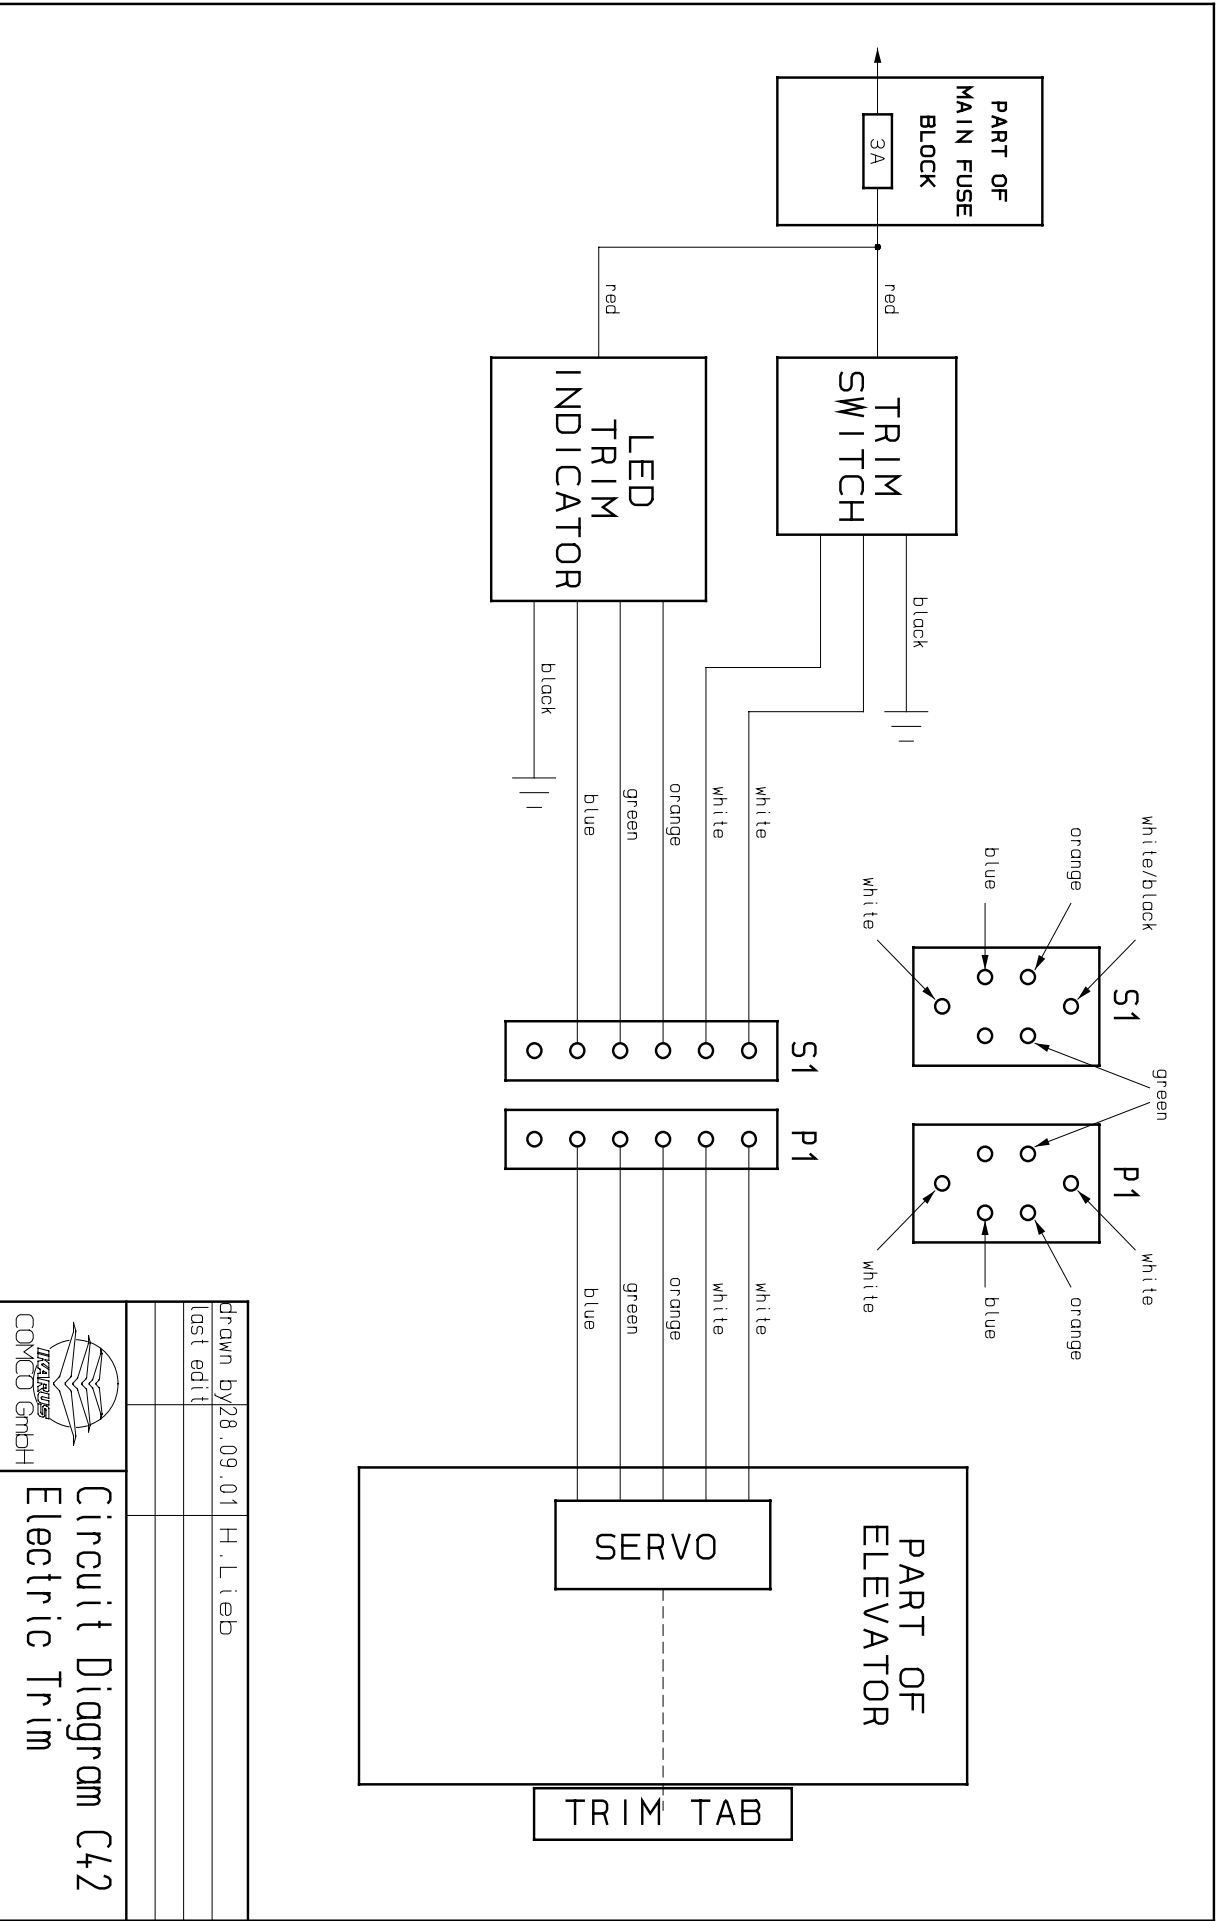 PART OF
MAIN FUSE
BLOCK
3A
red
red
TRIM
SWITCH
LED
TRIM
INDICATOR
black
black
white
white
orange
green
blue
white/black
orange
blue
white
S1
green
P1
white
orange
blue
white
S1
P1
white
white
orange
green
blue
PART OF
ELEVATOR
SERVO
TRIM TAB
drawn by 28.09.01 H.Lieb
last edit
IKARUS
COMCO GmbH
Circuit Diagram C42
Electric Trim